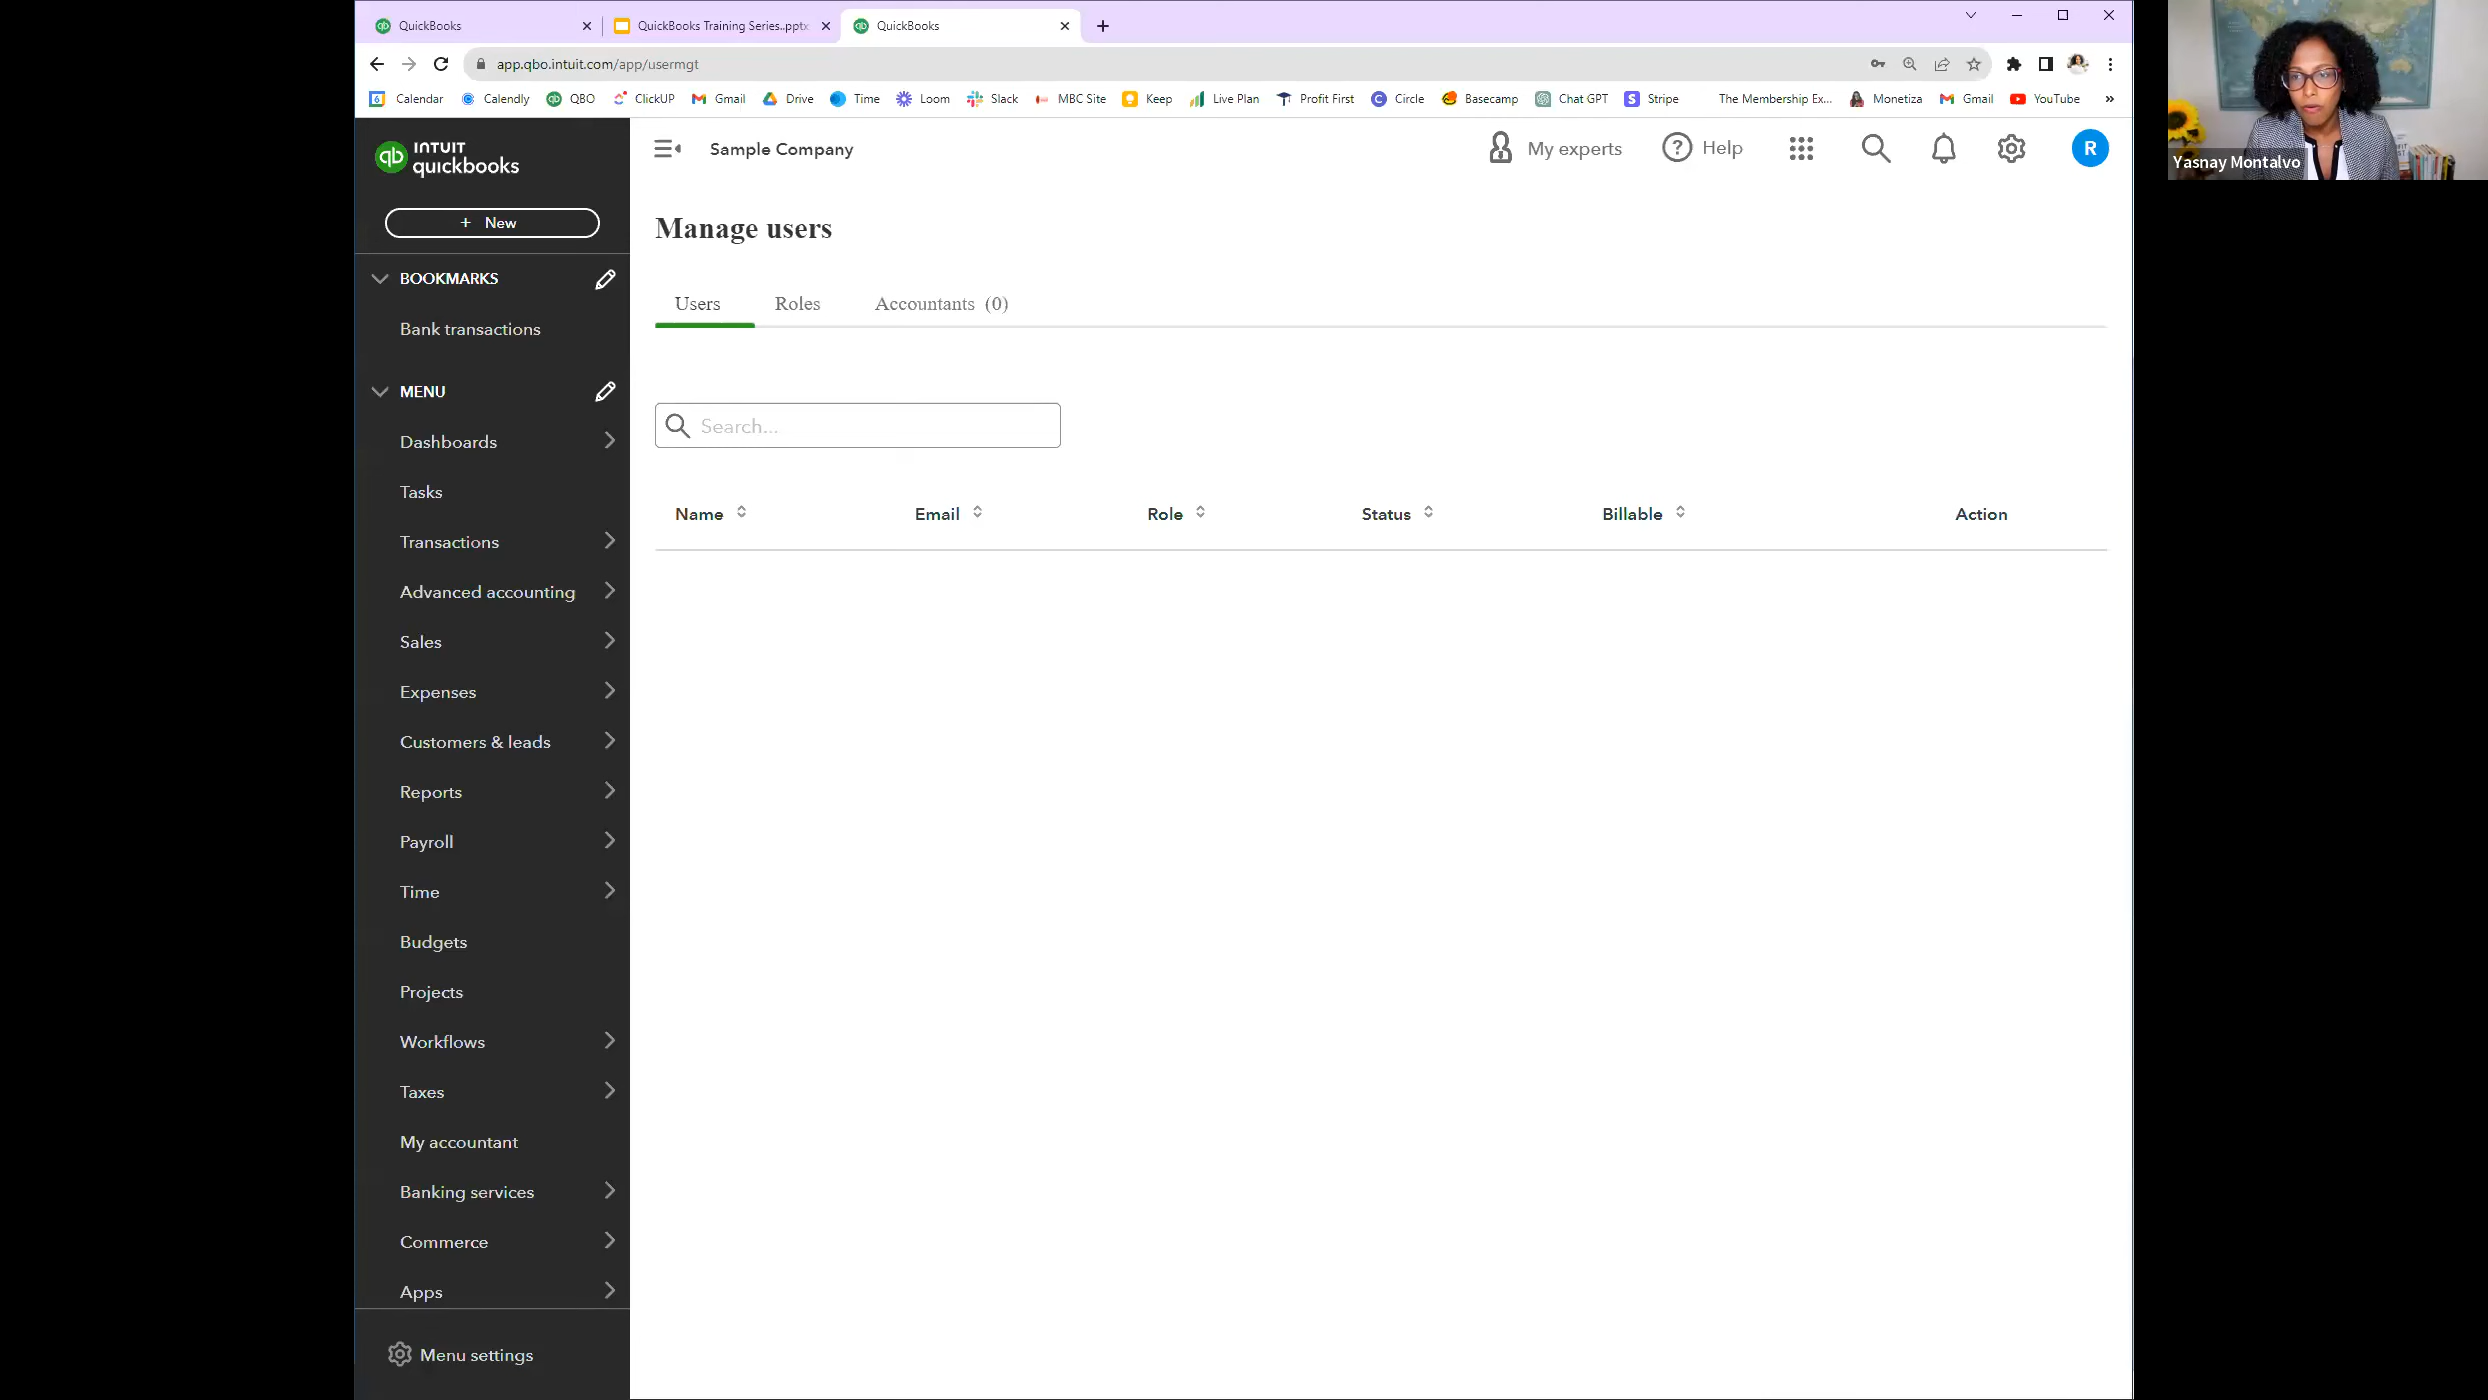 QuickBooks
QuickBooks Training Series..pptx
QuickBooks
app.qbo.intuit.com/app/usermgt
Calendar
Calendly
QBO
ClickUP
Gmail
Drive
Time
Loom
Slack
MBC Site
Keep
Live Plan
Profit First
Circle
Basecamp
Chat GPT
Stripe
The Membership Ex...
Monetiza
Gmail
YouTube
»
Yasnay Montalvo
qb INTUIT
quickbooks
Sample Company
My experts
Help
R
+ New
Manage users
BOOKMARKS
Bank transactions
Users
Roles
Accountants (0)
MENU
Dashboards
Tasks
Transactions
Advanced accounting
Sales
Expenses
Customers & leads
Reports
Payroll
Time
Budgets
Projects
Workflows
Taxes
My accountant
Banking services
Commerce
Apps
Menu settings
Search...
Name
Email
Role
Status
Billable
Action